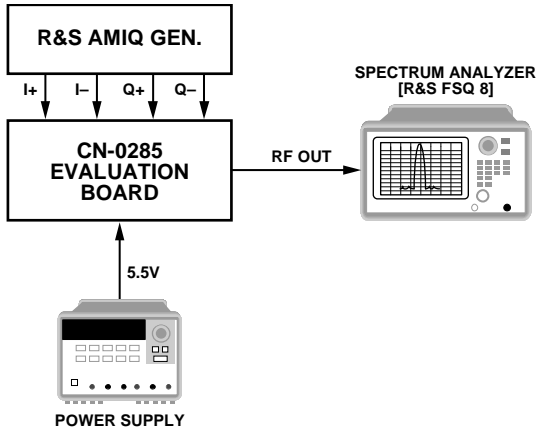 R&S AMIQ GEN.
I+ I– Q+ Q–
SPECTRUM ANALYZER
[R&S FSQ 8]
CN-0285
EVALUATION
BOARD
RF OUT
5.5V
POWER SUPPLY